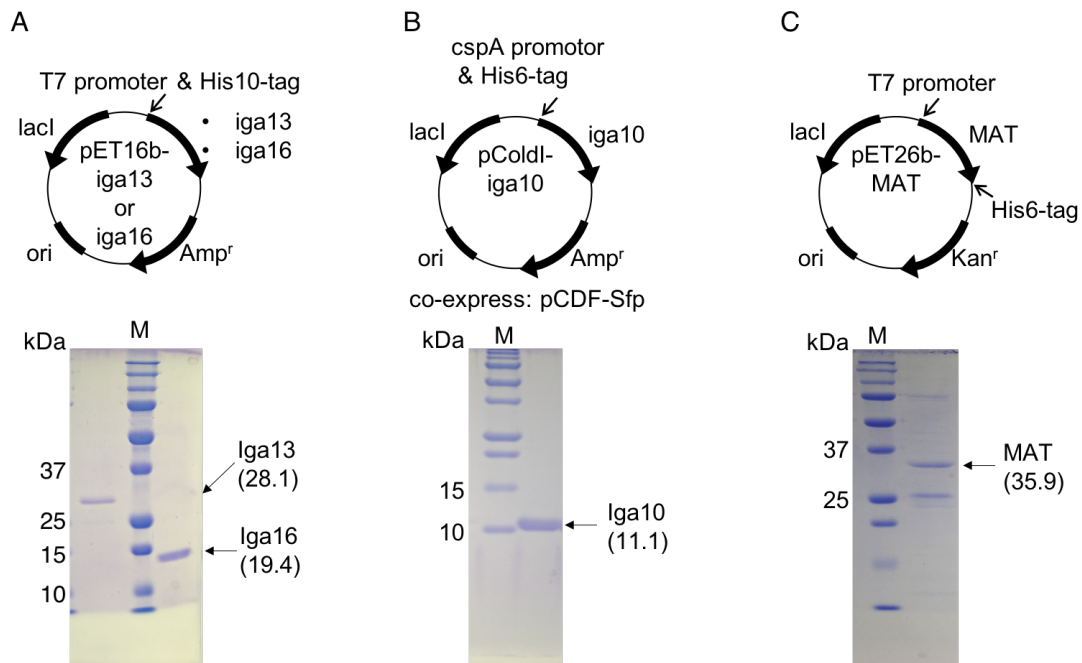 A
T7 promoter & His10-tag
lacI
• iga13
• iga16
pET16b-
iga13
or
iga16
ori
Ampr
kDa
M
37
25
15
10
Iga13
(28.1)
Iga16
(19.4)
B
cspA promotor
& His6-tag
lacI
iga10
pColdI-
iga10
ori
Ampr
co-express: pCDF-Sfp
kDa
M
15
10
Iga10
(11.1)
C
T7 promoter
lacI
MAT
pET26b-
MAT
His6-tag
ori
Kanr
kDa
M
37
25
MAT
(35.9)